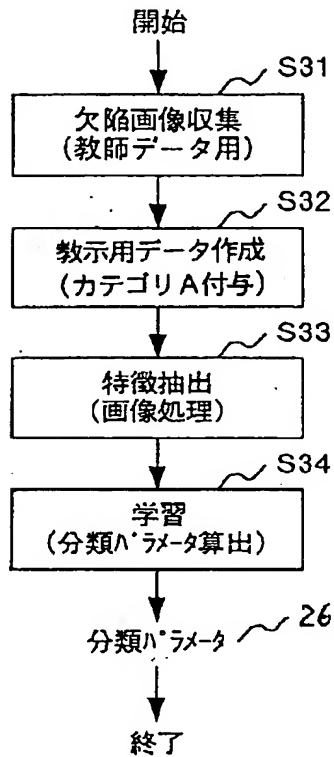 開始
S31
欠陥画像収集
(教師データ用)
S32
教示用データ作成
(カテゴリA付与)
S33
特徴抽出
(画像処理)
S34
学習
(分類パラメータ算出)
分類パラメータ 26
終了